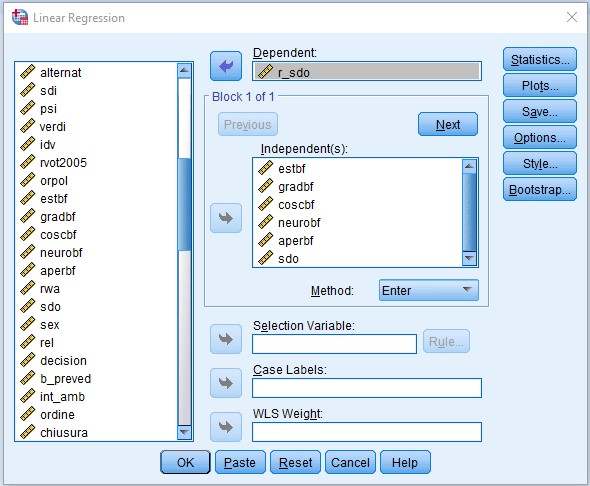 Linear Regression
alternat
sdi
psi
verdi
idv
rvot2005
orpol
estbf
gradbf
coscbf
neurobf
aperbf
rwa
sdo
sex
rel
decision
b_preved
int_amb
ordine
chiusura
Dependent:
r_sdo
Block 1 of 1
Previous
Next
Independent(s):
estbf
gradbf
coscbf
neurobf
aperbf
sdo
Method:
Enter
Selection Variable:
Rule...
Case Labels:
WLS Weight:
Statistics...
Plots...
Save...
Options...
Style...
Bootstrap...
OK
Paste
Reset
Cancel
Help